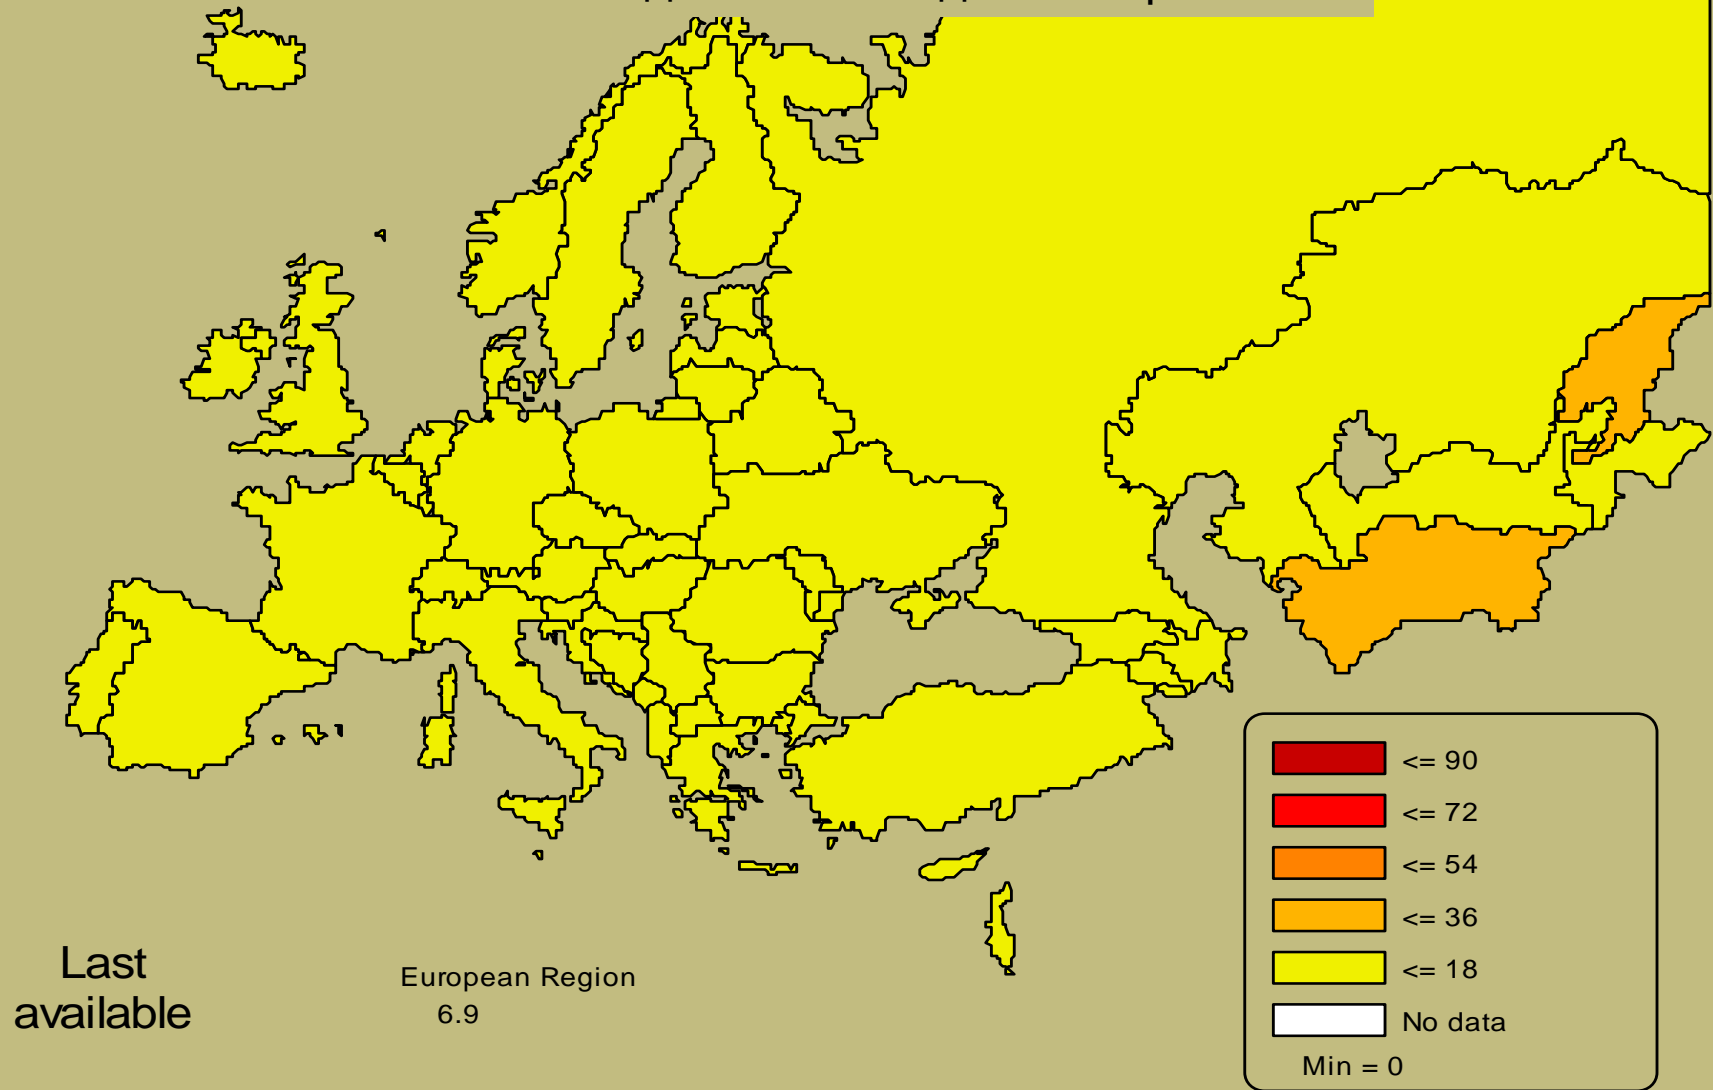 <= 90
<= 72
<= 54
<= 36
<= 18
No data
Min = 0
Last
available
European Region
6.9